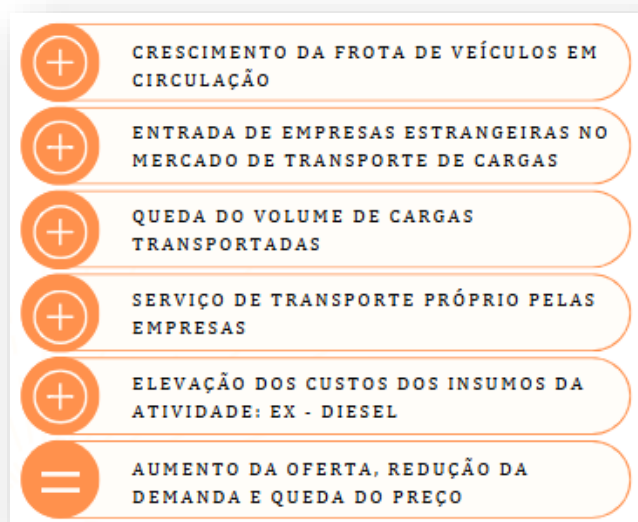 CRESCIMENTO DA FROTA DE VEÍCULOS EM
CIRCULAÇÃO
ENTRADA DE EMPRESAS ESTRANGEIRAS NO
MERCADO DE TRANSPORTE DE CARGAS
QUEDA DO VOLUME DE CARGAS
TRANSPORTADAS
SERVIÇO DE TRANSPORTE PRÓPRIO PELAS
EMPRESAS
ELEVAÇÃO DOS CUSTOS DOS INSUMOS DA
ATIVIDADE: EX - DIESEL
AUMENTO DA OFERTA, REDUÇÃO DA
DEMANDA E QUEDA DO PREÇO